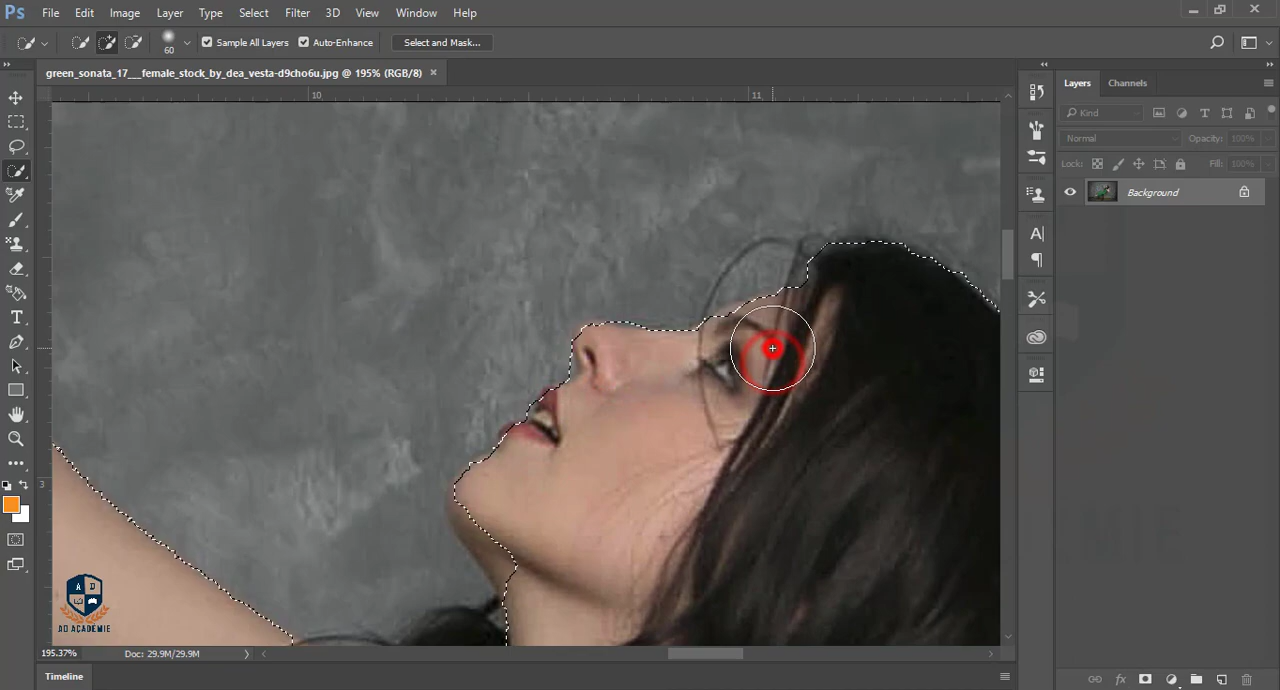 Ps File Edit Image Layer Type Select Filter 3D View Window Help
60 Sample All Layers Auto-Enhance Select and Mask...
green_sonata_17___female_stock_by_dea_vesta-d9cho6u.jpg @ 195% (RGB/8) ×
Layers Channels
10 11
Kind
Normal Opacity: 100%
Lock: Fill: 100%
Background
3
A D
AD ACADEMIE
195.37% Doc: 29.9M/29.9M
Timeline